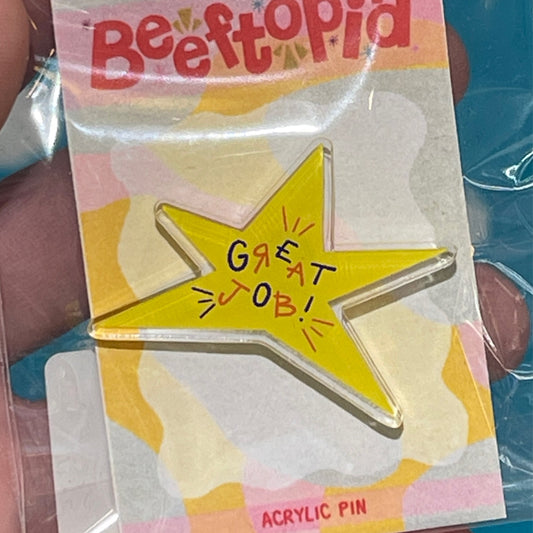 Beeftopia
GREAT
JOB!
ACRYLIC PIN